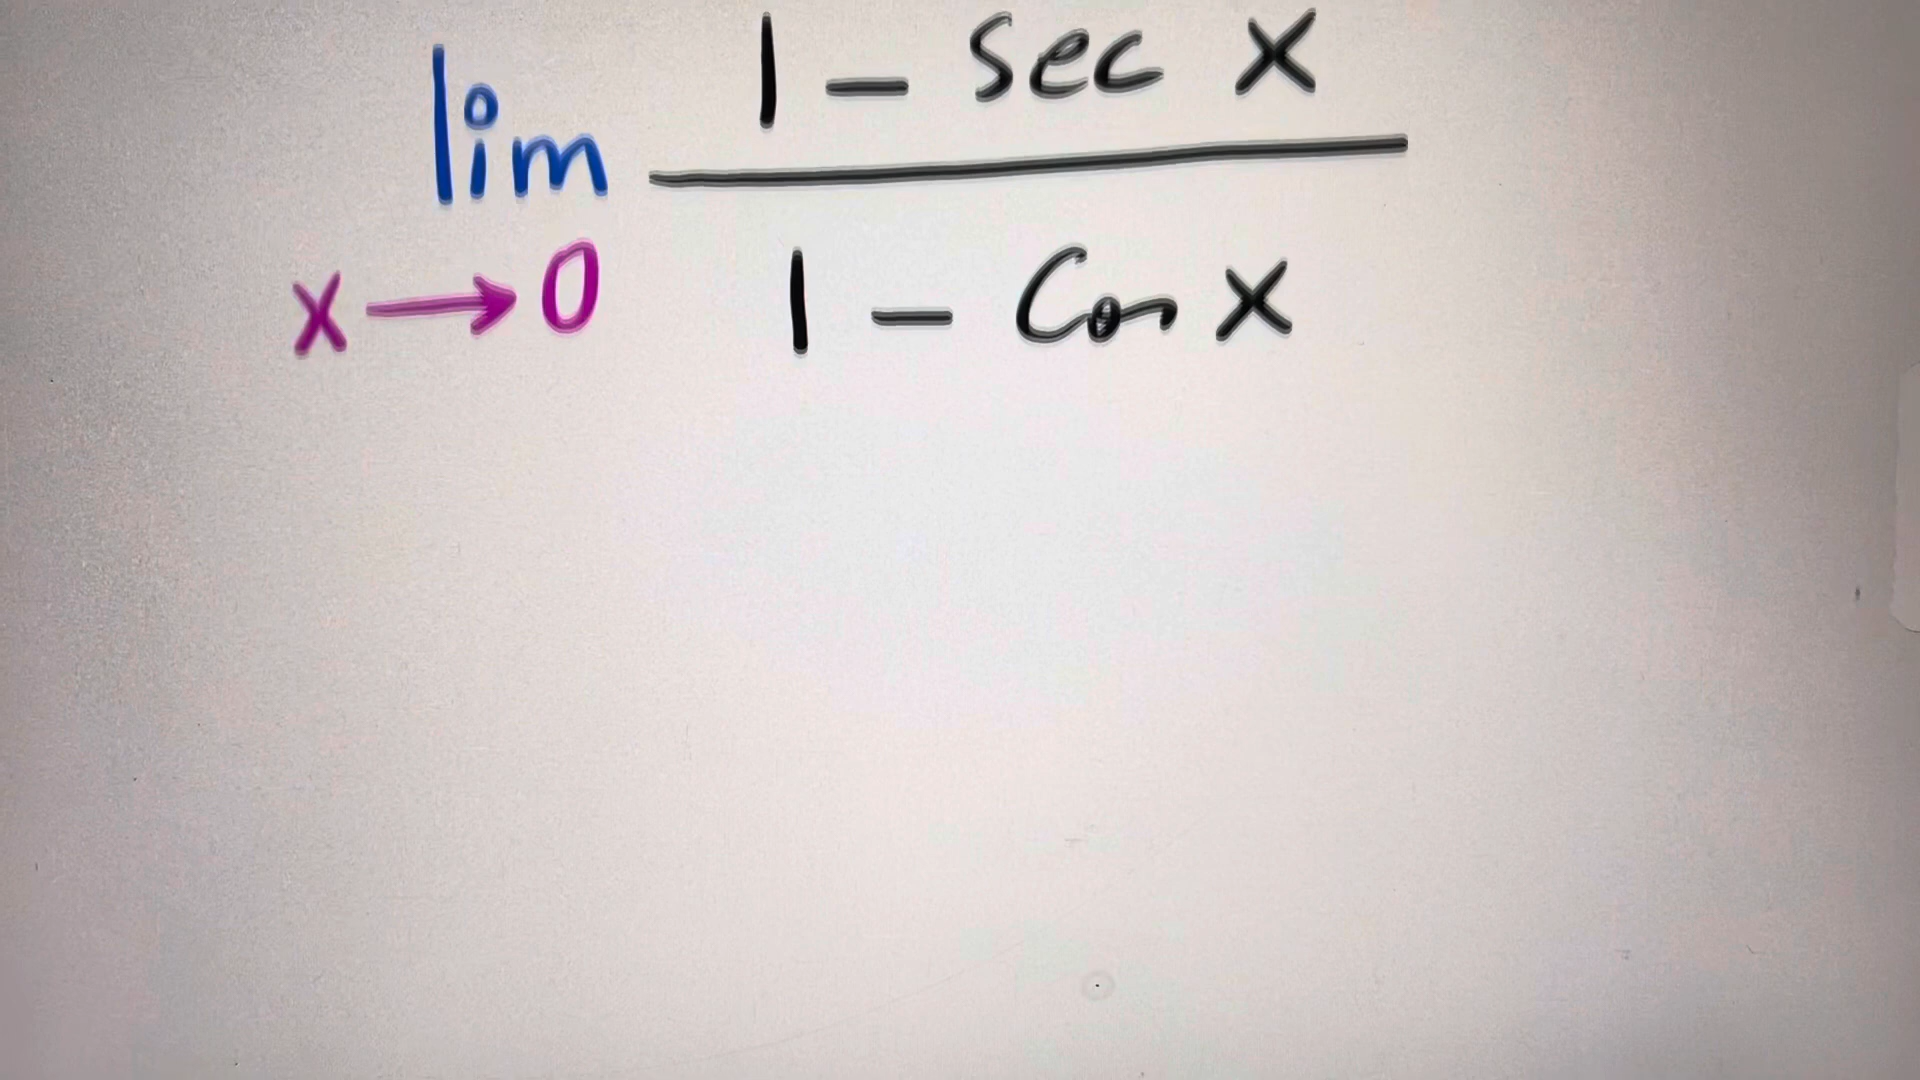 lim 1 - sec x
x → 0 1 - Cos x